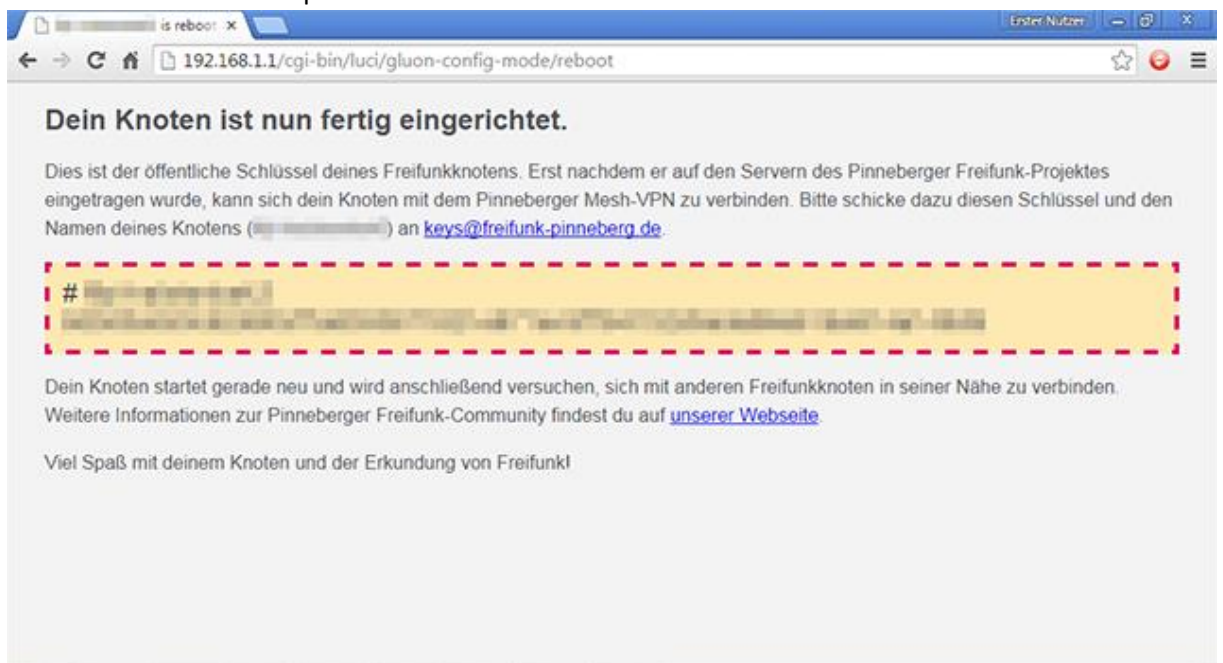 is reboot
Erster Nutzer
192.168.1.1/cgi-bin/luci/gluon-config-mode/reboot
Dein Knoten ist nun fertig eingerichtet.
Dies ist der öffentliche Schlüssel deines Freifunkknotens. Erst nachdem er auf den Servern des Pinneberger Freifunk-Projektes
eingetragen wurde, kann sich dein Knoten mit dem Pinneberger Mesh-VPN zu verbinden. Bitte schicke dazu diesen Schlüssel und den
Namen deines Knotens ( ) an keys@freifunk-pinneberg.de.
#
Dein Knoten startet gerade neu und wird anschließend versuchen, sich mit anderen Freifunkknoten in seiner Nähe zu verbinden.
Weitere Informationen zur Pinneberger Freifunk-Community findest du auf unserer Webseite.
Viel Spaß mit deinem Knoten und der Erkundung von Freifunk!